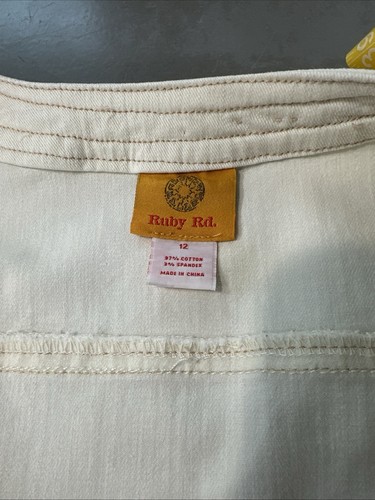 Ruby Rd.
12
97% COTTON
3% SPANDEX
MADE IN CHINA